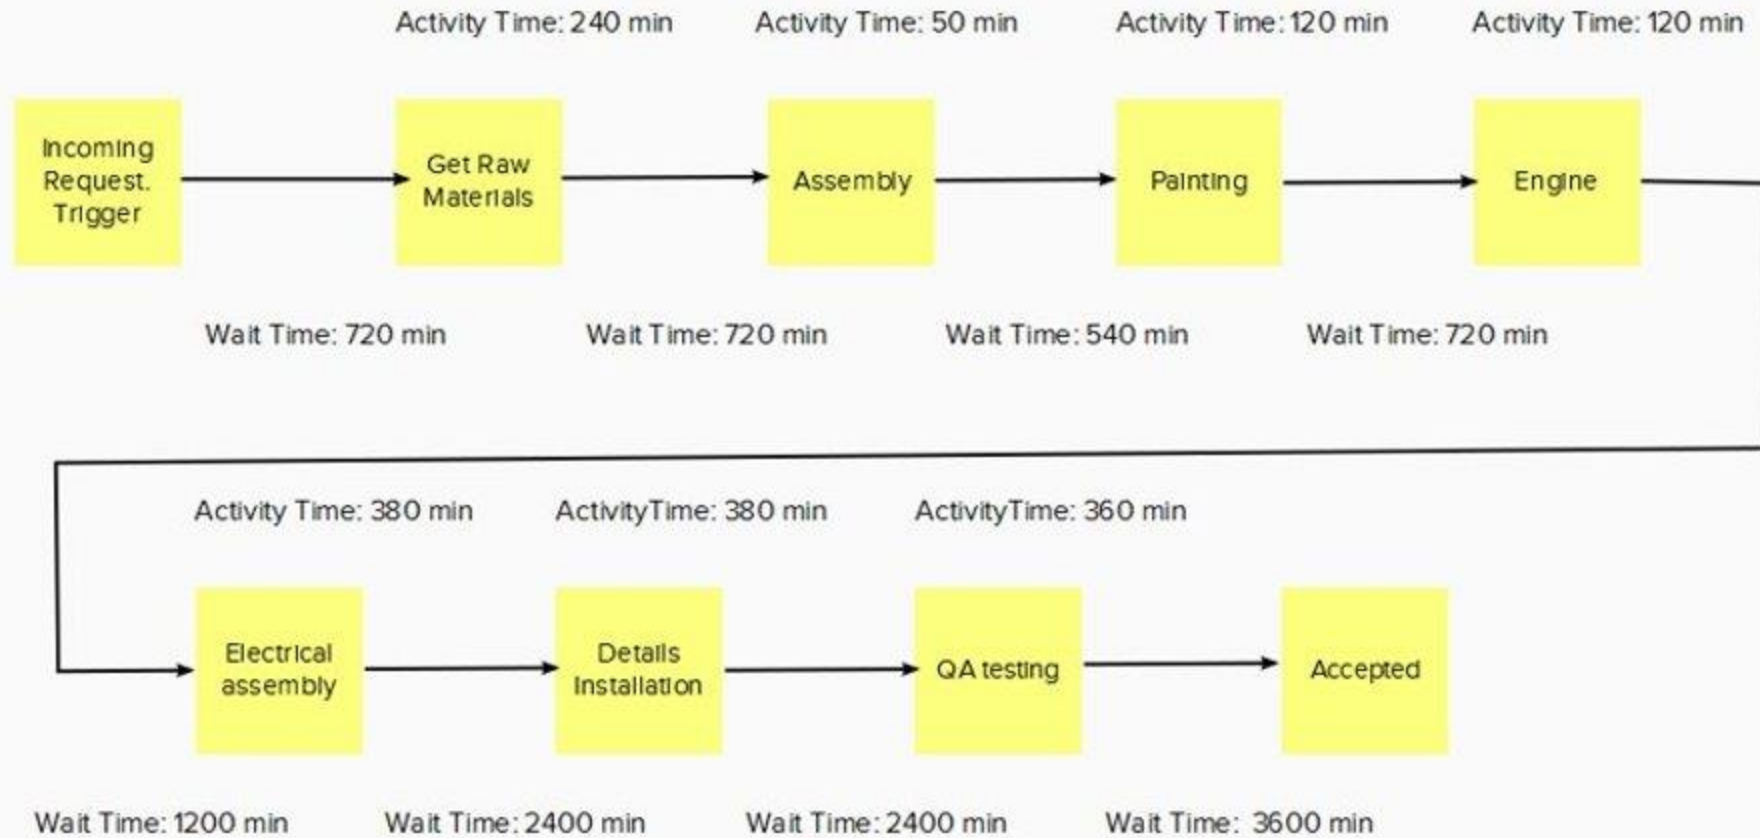 Activity Time: 240 min
Activity Time: 50 min
Activity Time: 120 min
Activity Time: 120 min
Incoming
Request.
Trigger
Get Raw
Materials
Assembly
Painting
Engine
Wait Time: 720 min
Wait Time: 720 min
Wait Time: 540 min
Wait Time: 720 min
Activity Time: 380 min
ActivityTime: 380 min
ActivityTime: 360 min
Electrical
assembly
Details
Installation
QA testing
Accepted
Wait Time: 1200 min
Wait Time: 2400 min
Wait Time: 2400 min
Wait Time: 3600 min